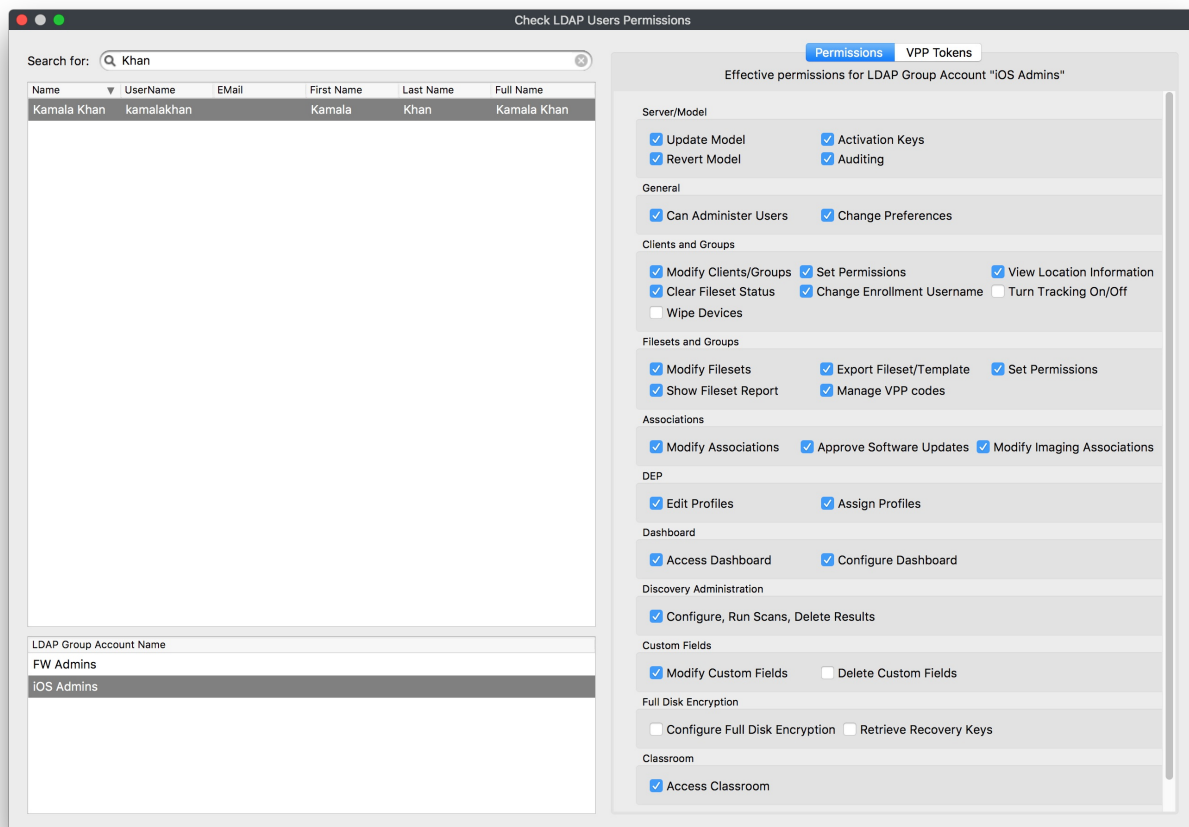 Check LDAP Users Permissions
Search for: Khan
Name UserName EMail First Name Last Name Full Name
Kamala Khan kamalakhan Kamala Khan Kamala Khan
LDAP Group Account Name
FW Admins
iOS Admins
Permissions VPP Tokens
Effective permissions for LDAP Group Account "iOS Admins"
Server/Model
Update Model Activation Keys
Revert Model Auditing
General
Can Administer Users Change Preferences
Clients and Groups
Modify Clients/Groups Set Permissions View Location Information
Clear Fileset Status Change Enrollment Username Turn Tracking On/Off
Wipe Devices
Filesets and Groups
Modify Filesets Export Fileset/Template Set Permissions
Show Fileset Report Manage VPP codes
Associations
Modify Associations Approve Software Updates Modify Imaging Associations
DEP
Edit Profiles Assign Profiles
Dashboard
Access Dashboard Configure Dashboard
Discovery Administration
Configure, Run Scans, Delete Results
Custom Fields
Modify Custom Fields Delete Custom Fields
Full Disk Encryption
Configure Full Disk Encryption Retrieve Recovery Keys
Classroom
Access Classroom